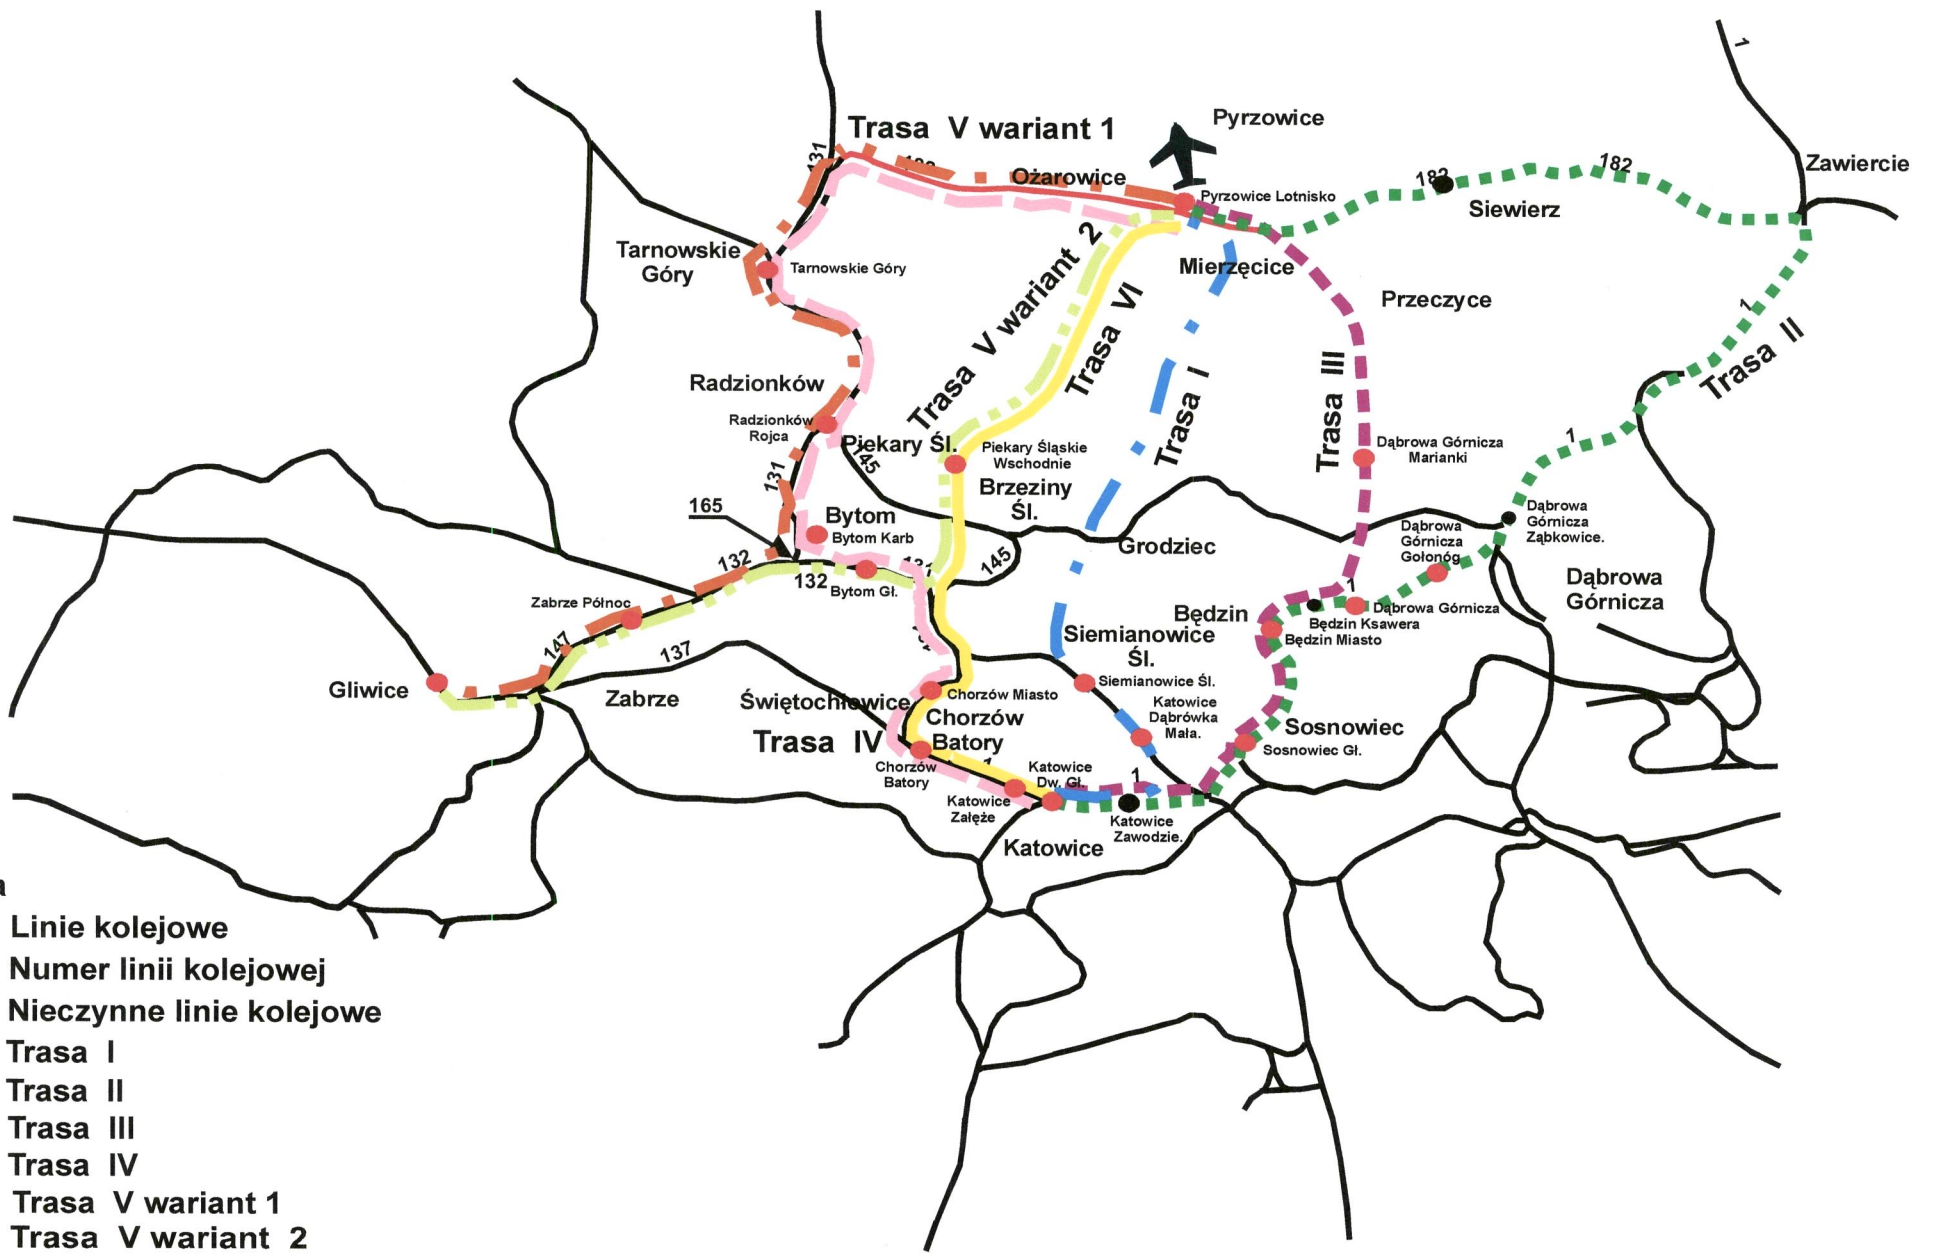 1
Pyrzowice
Trasa V wariant 1
131
Zawiercie
182
182
Ożarowice
Pyrzowice Lotnisko
Siewierz
Tarnowskie
Góry
Tarnowskie Góry
Mierzęcice
Przeczyce
Trasa V wariant 2
Trasa VI
Trasa I
Trasa III
1
Trasa II
Radzionków
Radzionków
Rojca
Piekary Śl.
145
Piekary Śląskie
Wschodnie
Dąbrowa Górnicza
Marianki
1
131
Brzeziny
Śl.
165
Bytom
Bytom Karb
Dąbrowa
Górnicza
Ząbkowice.
Dąbrowa
Górnicza
Gołonóg
Grodziec
145
132
132
131
Bytom Gł.
Dąbrowa
Górnicza
1
Zabrze Północ
Dąbrowa Górnicza
Będzin
Będzin Ksawera
Będzin Miasto
147
137
Siemianowice
Śl.
Siemianowice Śl.
Gliwice
Zabrze
Świętochłowice
Chorzów Miasto
Katowice
Dąbrówka
Mała.
Chorzów
Batory
Trasa IV
Sosnowiec
Sosnowiec Gł.
Chorzów
Batory
1
Katowice
Dw. Gł.
1
Katowice
Załęże
Katowice
Zawodzie.
Katowice
Linie kolejowe
Numer linii kolejowej
Nieczynne linie kolejowe
Trasa I
Trasa II
Trasa III
Trasa IV
Trasa V wariant 1
Trasa V wariant 2